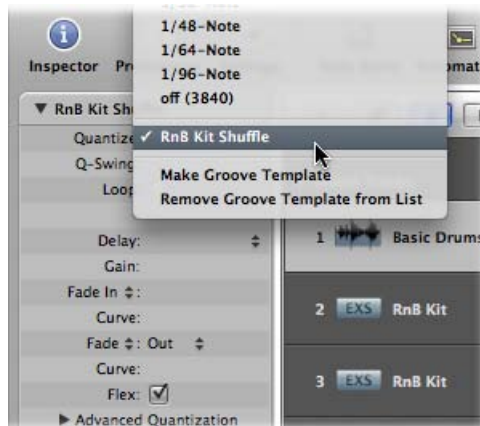 1/48-Note
1/64-Note
1/96-Note
off (3840)
✓ RnB Kit Shuffle
Make Groove Template
Remove Groove Template from List
Inspector
RnB Kit
Quantize
Q-Swing
Loop
Delay:
Gain:
Fade In:
Curve:
Fade: Out
Curve:
Flex:
Advanced Quantization
1 Basic Drums
2 EXS RnB Kit
3 EXS RnB Kit